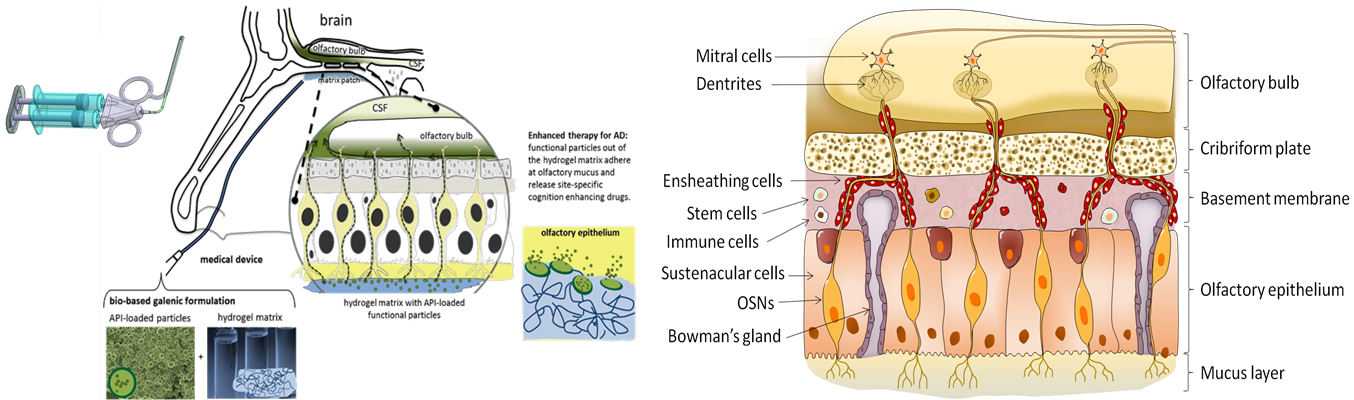 brain
olfactory bulb
CSF
matrix patch
CSF
olfactory bulb
Enhanced therapy for AD:
functional particles out of
the hydrogel matrix adhere
at olfactory mucus and
release site-specific
cognition enhancing drugs.
olfactory epithelium
medical device
hydrogel matrix with API-loaded
functional particles
bio-based galenic formulation
API-loaded particles
hydrogel matrix
+
Mitral cells
Dentrites
Ensheathing cells
Stem cells
Immune cells
Sustenacular cells
OSNs
Bowman's gland
Olfactory bulb
Cribriform plate
Basement membrane
Olfactory epithelium
Mucus layer